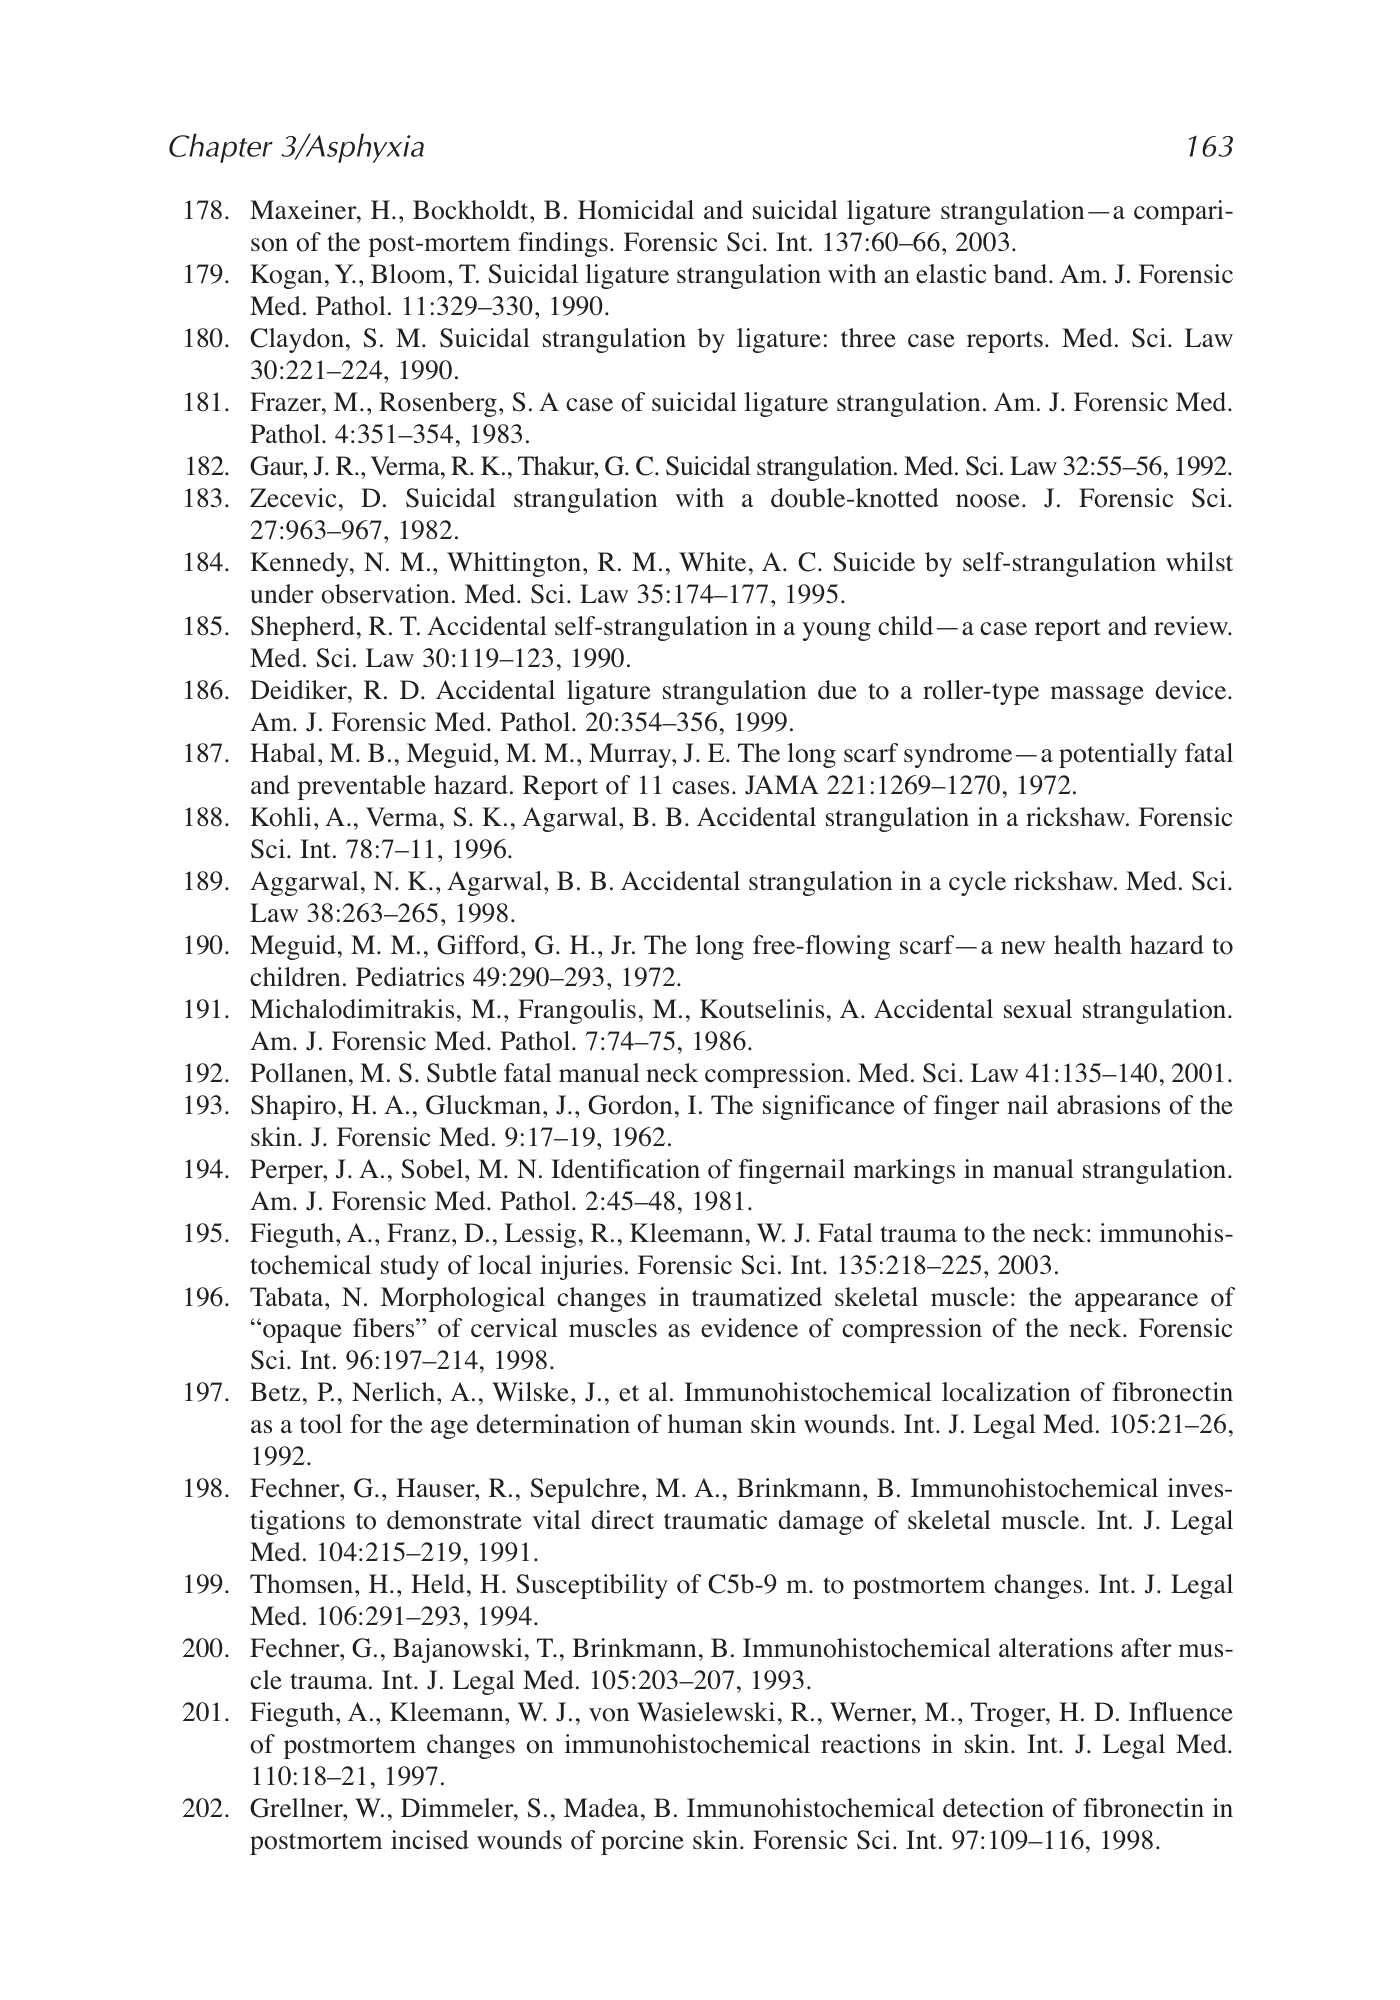 Chapter 3/Asphyxia 163
178. Maxeiner, H., Bockholdt, B. Homicidal and suicidal ligature strangulation—a compari-
son of the post-mortem findings. Forensic Sci. Int. 137:60–66, 2003.
179. Kogan, Y., Bloom, T. Suicidal ligature strangulation with an elastic band. Am. J. Forensic
Med. Pathol. 11:329–330, 1990.
180. Claydon, S. M. Suicidal strangulation by ligature: three case reports. Med. Sci. Law
30:221–224, 1990.
181. Frazer, M., Rosenberg, S. A case of suicidal ligature strangulation. Am. J. Forensic Med.
Pathol. 4:351–354, 1983.
182. Gaur, J. R., Verma, R. K., Thakur, G. C. Suicidal strangulation. Med. Sci. Law 32:55–56, 1992.
183. Zecevic, D. Suicidal strangulation with a double-knotted noose. J. Forensic Sci.
27:963–967, 1982.
184. Kennedy, N. M., Whittington, R. M., White, A. C. Suicide by self-strangulation whilst
under observation. Med. Sci. Law 35:174–177, 1995.
185. Shepherd, R. T. Accidental self-strangulation in a young child—a case report and review.
Med. Sci. Law 30:119–123, 1990.
186. Deidiker, R. D. Accidental ligature strangulation due to a roller-type massage device.
Am. J. Forensic Med. Pathol. 20:354–356, 1999.
187. Habal, M. B., Meguid, M. M., Murray, J. E. The long scarf syndrome—a potentially fatal
and preventable hazard. Report of 11 cases. JAMA 221:1269–1270, 1972.
188. Kohli, A., Verma, S. K., Agarwal, B. B. Accidental strangulation in a rickshaw. Forensic
Sci. Int. 78:7–11, 1996.
189. Aggarwal, N. K., Agarwal, B. B. Accidental strangulation in a cycle rickshaw. Med. Sci.
Law 38:263–265, 1998.
190. Meguid, M. M., Gifford, G. H., Jr. The long free-flowing scarf—a new health hazard to
children. Pediatrics 49:290–293, 1972.
191. Michalodimitrakis, M., Frangoulis, M., Koutselinis, A. Accidental sexual strangulation.
Am. J. Forensic Med. Pathol. 7:74–75, 1986.
192. Pollanen, M. S. Subtle fatal manual neck compression. Med. Sci. Law 41:135–140, 2001.
193. Shapiro, H. A., Gluckman, J., Gordon, I. The significance of finger nail abrasions of the
skin. J. Forensic Med. 9:17–19, 1962.
194. Perper, J. A., Sobel, M. N. Identification of fingernail markings in manual strangulation.
Am. J. Forensic Med. Pathol. 2:45–48, 1981.
195. Fieguth, A., Franz, D., Lessig, R., Kleemann, W. J. Fatal trauma to the neck: immunohis-
tochemical study of local injuries. Forensic Sci. Int. 135:218–225, 2003.
196. Tabata, N. Morphological changes in traumatized skeletal muscle: the appearance of
“opaque fibers” of cervical muscles as evidence of compression of the neck. Forensic
Sci. Int. 96:197–214, 1998.
197. Betz, P., Nerlich, A., Wilske, J., et al. Immunohistochemical localization of fibronectin
as a tool for the age determination of human skin wounds. Int. J. Legal Med. 105:21–26,
1992.
198. Fechner, G., Hauser, R., Sepulchre, M. A., Brinkmann, B. Immunohistochemical inves-
tigations to demonstrate vital direct traumatic damage of skeletal muscle. Int. J. Legal
Med. 104:215–219, 1991.
199. Thomsen, H., Held, H. Susceptibility of C5b-9 m. to postmortem changes. Int. J. Legal
Med. 106:291–293, 1994.
200. Fechner, G., Bajanowski, T., Brinkmann, B. Immunohistochemical alterations after mus-
cle trauma. Int. J. Legal Med. 105:203–207, 1993.
201. Fieguth, A., Kleemann, W. J., von Wasielewski, R., Werner, M., Troger, H. D. Influence
of postmortem changes on immunohistochemical reactions in skin. Int. J. Legal Med.
110:18–21, 1997.
202. Grellner, W., Dimmeler, S., Madea, B. Immunohistochemical detection of fibronectin in
postmortem incised wounds of porcine skin. Forensic Sci. Int. 97:109–116, 1998.